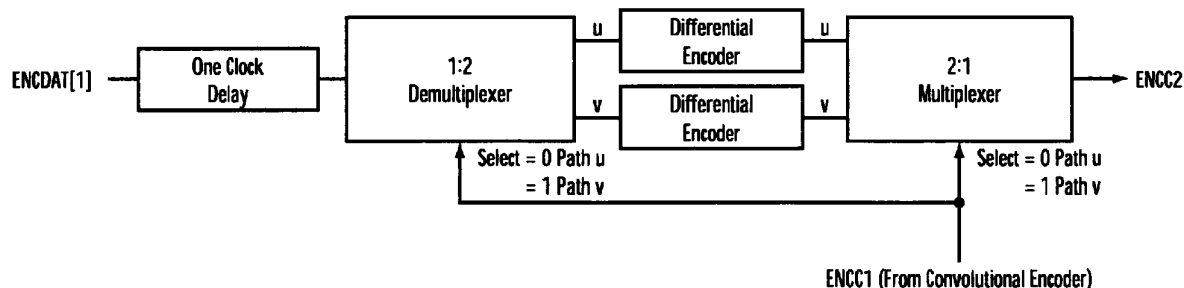 ENCDAT[1]
One Clock
Delay
1:2
Demultiplexer
u
Differential
Encoder
u
v
Differential
Encoder
v
2:1
Multiplexer
ENCC2
Select = 0 Path u
= 1 Path v
Select = 0 Path u
= 1 Path v
ENCC1 (From Convolutional Encoder)